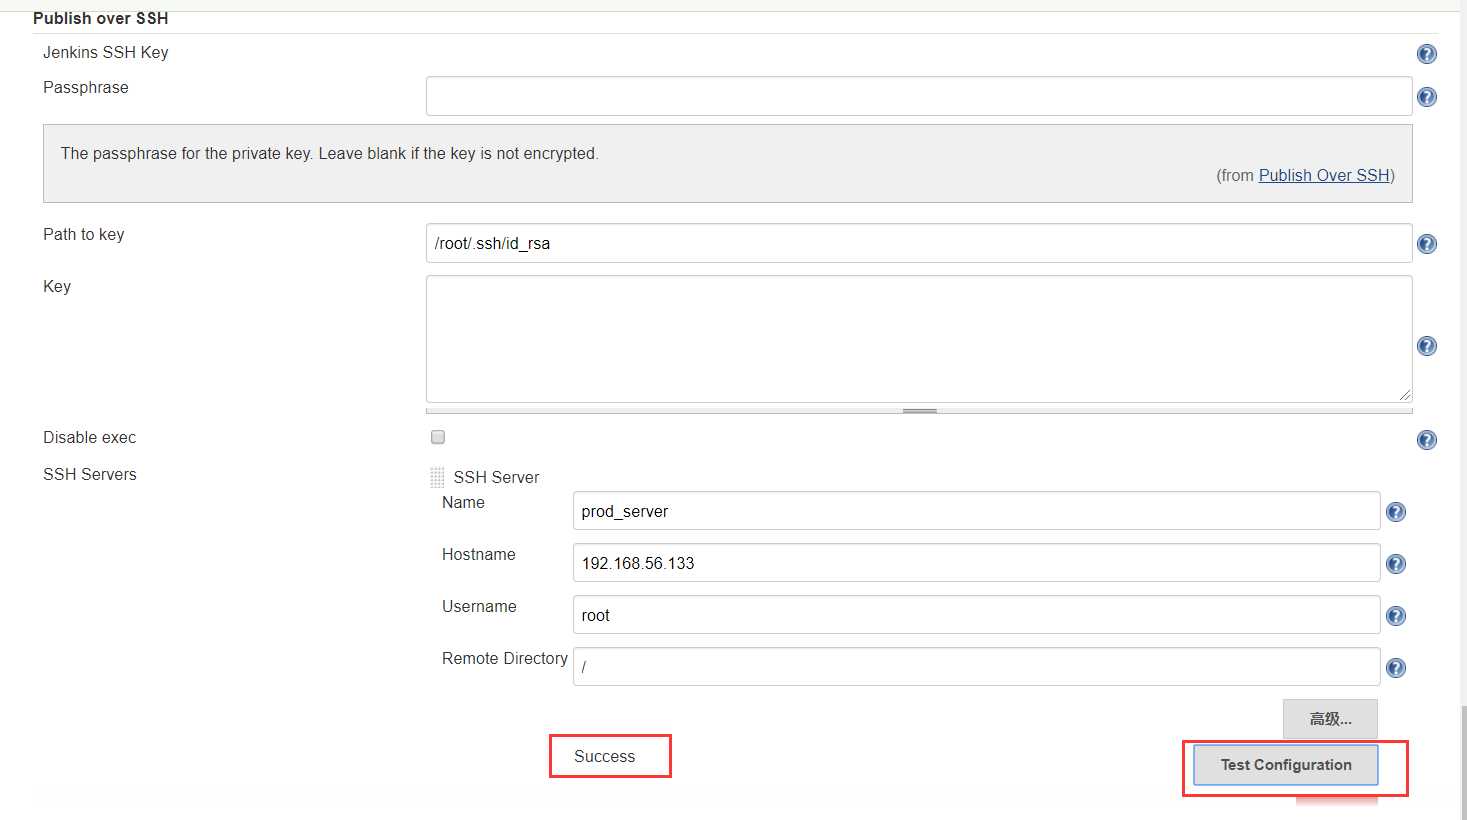 Publish over SSH
Jenkins SSH Key
Passphrase
The passphrase for the private key. Leave blank if the key is not encrypted.
(from Publish Over SSH)
Path to key
/root/.ssh/id_rsa
Key
Disable exec
SSH Servers
SSH Server
Name
prod_server
Hostname
192.168.56.133
Username
root
Remote Directory
/
高级...
Success
Test Configuration